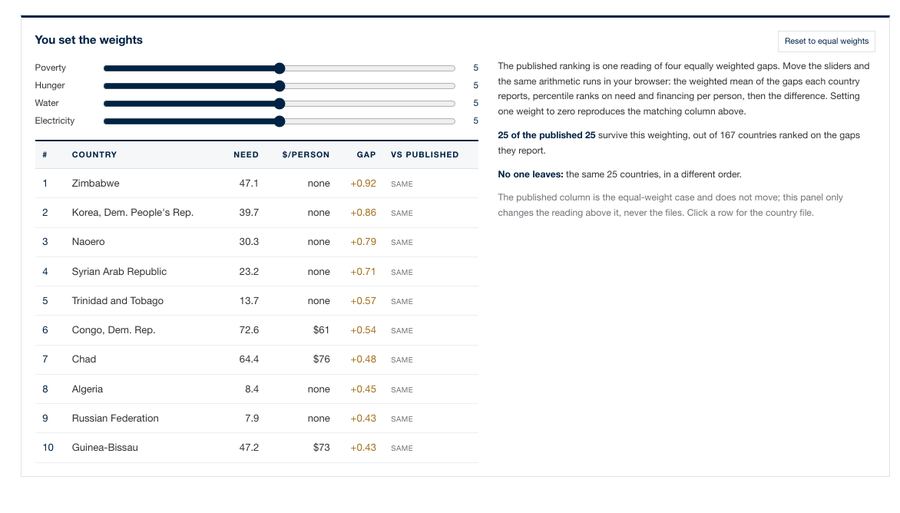 You set the weights
Reset to equal weights
Poverty 5
Hunger 5
Water 5
Electricity 5
# COUNTRY NEED $/PERSON GAP VS PUBLISHED
1 Zimbabwe 47.1 none +0.92 SAME
2 Korea, Dem. People's Rep. 39.7 none +0.86 SAME
3 Naoero 30.3 none +0.79 SAME
4 Syrian Arab Republic 23.2 none +0.71 SAME
5 Trinidad and Tobago 13.7 none +0.57 SAME
6 Congo, Dem. Rep. 72.6 $61 +0.54 SAME
7 Chad 64.4 $76 +0.48 SAME
8 Algeria 8.4 none +0.45 SAME
9 Russian Federation 7.9 none +0.43 SAME
10 Guinea-Bissau 47.2 $73 +0.43 SAME
The published ranking is one reading of four equally weighted gaps. Move the sliders and
the same arithmetic runs in your browser: the weighted mean of the gaps each country
reports, percentile ranks on need and financing per person, then the difference. Setting
one weight to zero reproduces the matching column above.
25 of the published 25 survive this weighting, out of 167 countries ranked on the gaps
they report.
No one leaves: the same 25 countries, in a different order.
The published column is the equal-weight case and does not move; this panel only
changes the reading above it, never the files. Click a row for the country file.